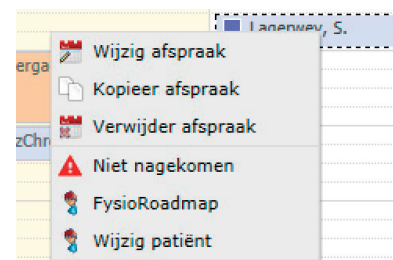 Lagerwey, S.
Wijzig afspraak
Kopieer afspraak
Verwijder afspraak
Niet nagekomen
FysioRoadmap
Wijzig patiënt